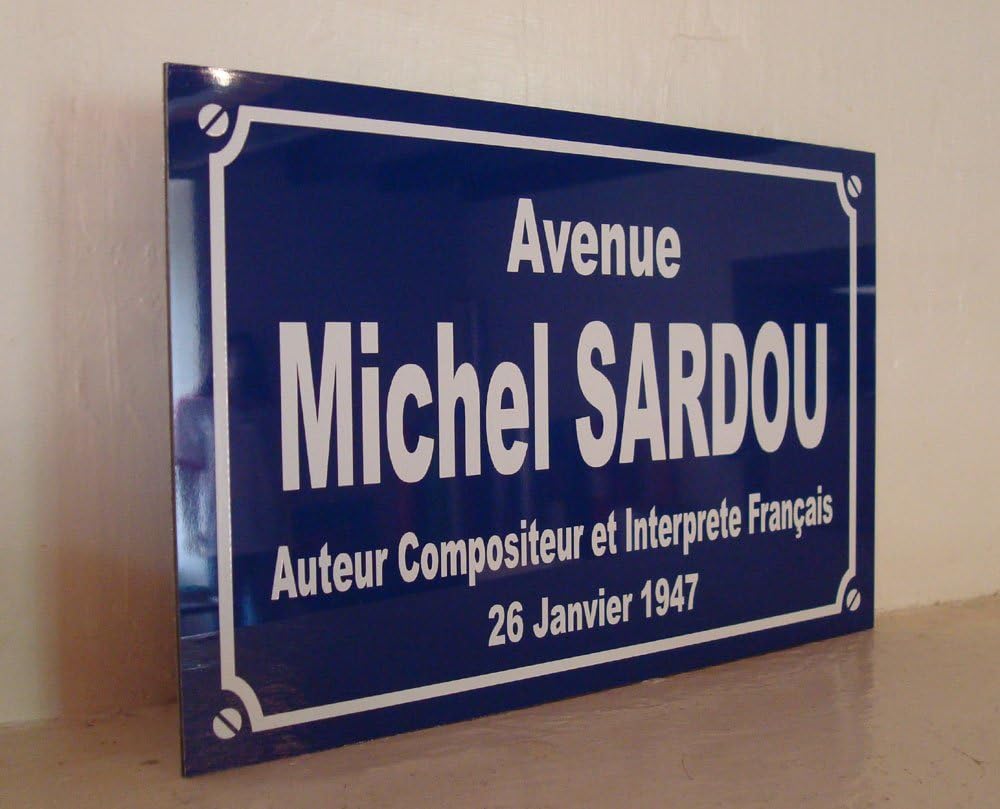 Avenue
Michel SARDOU
Auteur Compositeur et Interprete Français
26 Janvier 1947